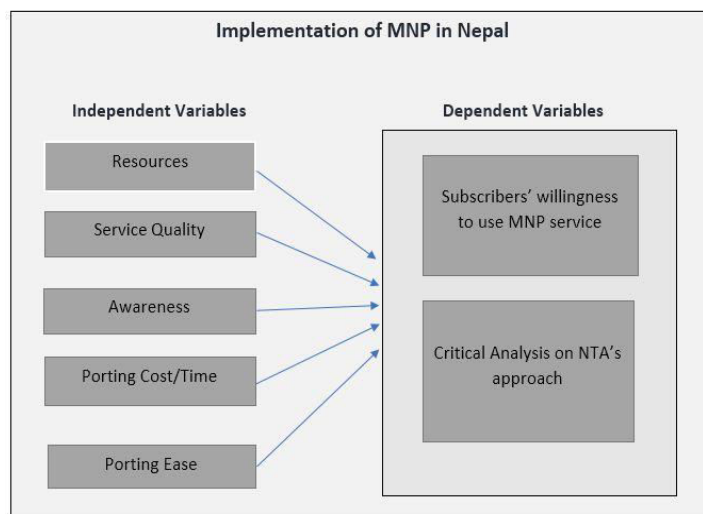 Implementation of MNP in Nepal
Independent Variables
Resources
Service Quality
Awareness
Porting Cost/Time
Porting Ease
Dependent Variables
Subscribers’ willingness
to use MNP service
Critical Analysis on NTA’s
approach